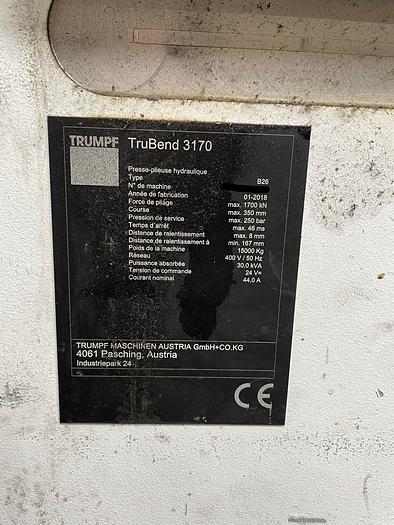 TRUMPF TruBend 3170
Presse-plieuse hydraulique
Type B26
N° de machine
Année de fabrication 01-2018
Force de pliage max. 1700 kN
Course max. 350 mm
Pression de service max. 250 bar
Temps d'arrêt max. 46 ms
Distance de ralentissement max. 8 mm
Distance de ralentissement à min. 167 mm
Poids de la machine 15000 Kg
Réseau 400 V / 50 Hz
Puissance absorbée 30,0 kVA
Tension de commande 24 V=
Courant nominal 44,0 A
TRUMPF MASCHINEN AUSTRIA GmbH+CO.KG
4061 Pasching, Austria
Industriepark 24
CE